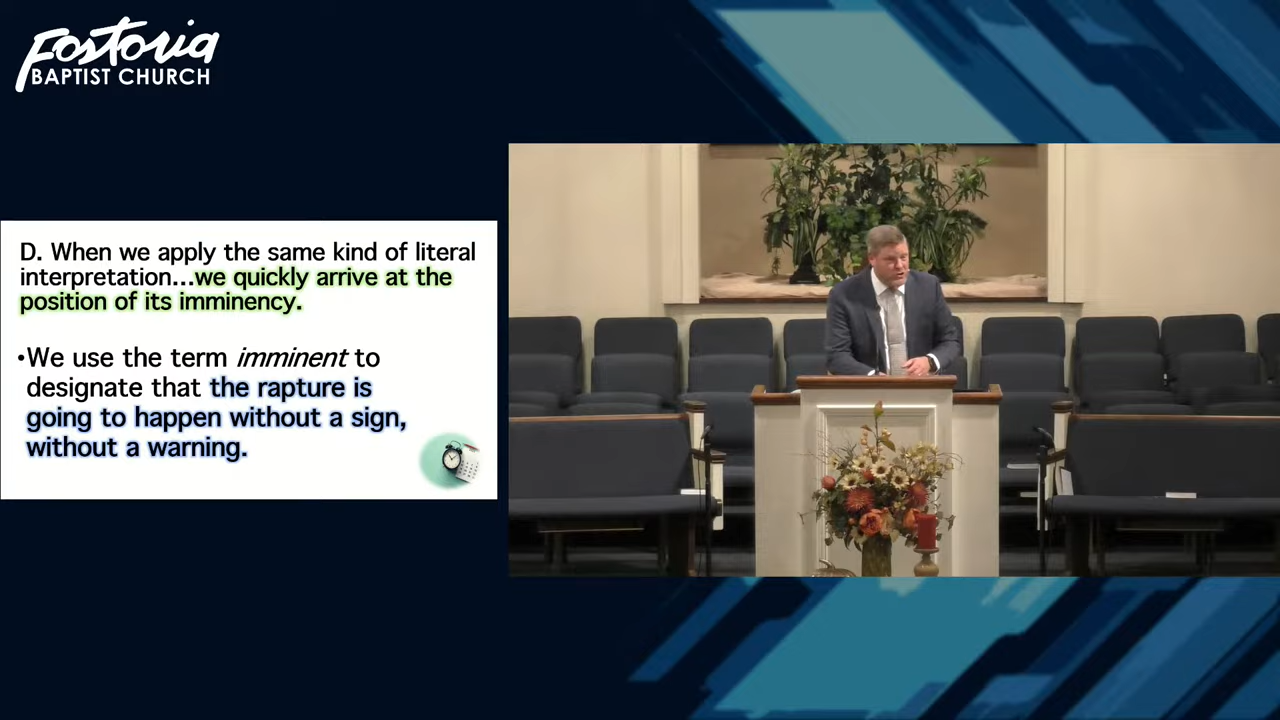 Fostoria
BAPTIST CHURCH
D. When we apply the same kind of literal
interpretation...we quickly arrive at the
position of its imminency.
•We use the term imminent to
designate that the rapture is
going to happen without a sign,
without a warning.